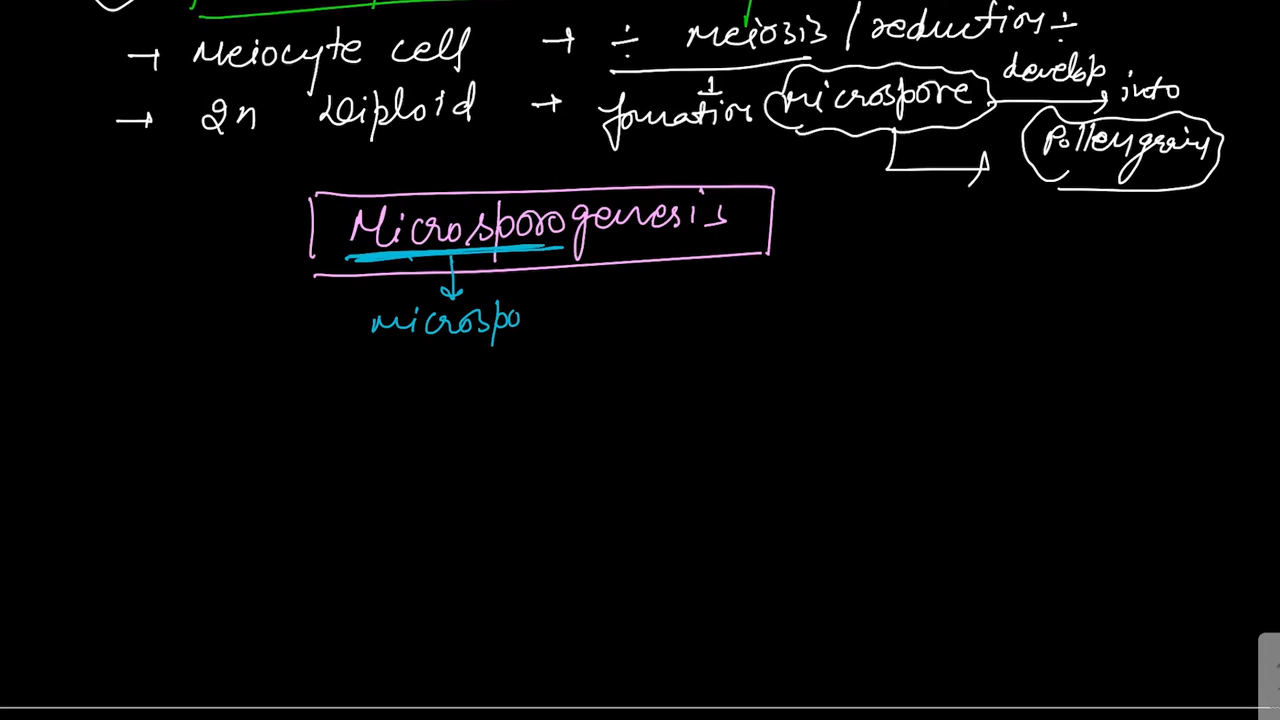 → Meiocyte cell → ÷ meiosis / reduction ÷
→ 2n Diploid → formation microspore develop into
Pollengrain
Microsporogenesis
microspo